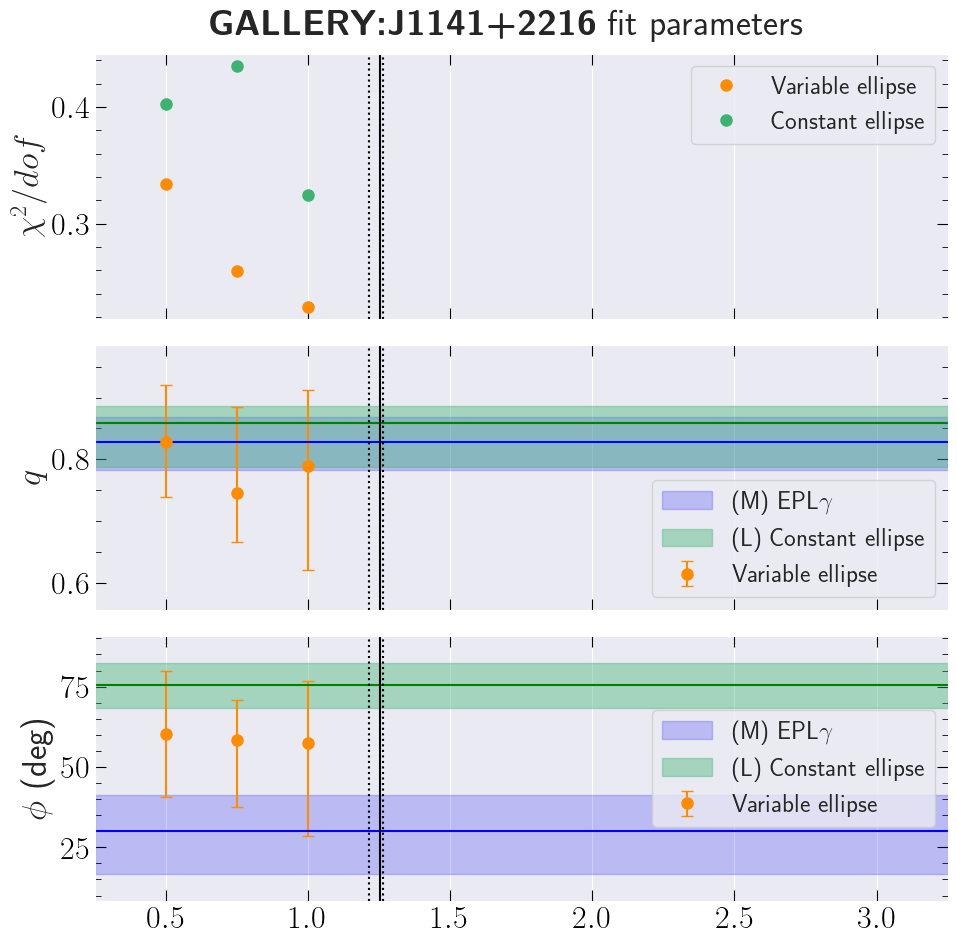 GALLERY:J1141+2216 fit parameters
χ²/dof
0.4
0.3
Variable ellipse
Constant ellipse
q
0.8
0.6
(M) EPLγ
(L) Constant ellipse
Variable ellipse
ϕ (deg)
75
50
25
(M) EPLγ
(L) Constant ellipse
Variable ellipse
0.5 1.0 1.5 2.0 2.5 3.0